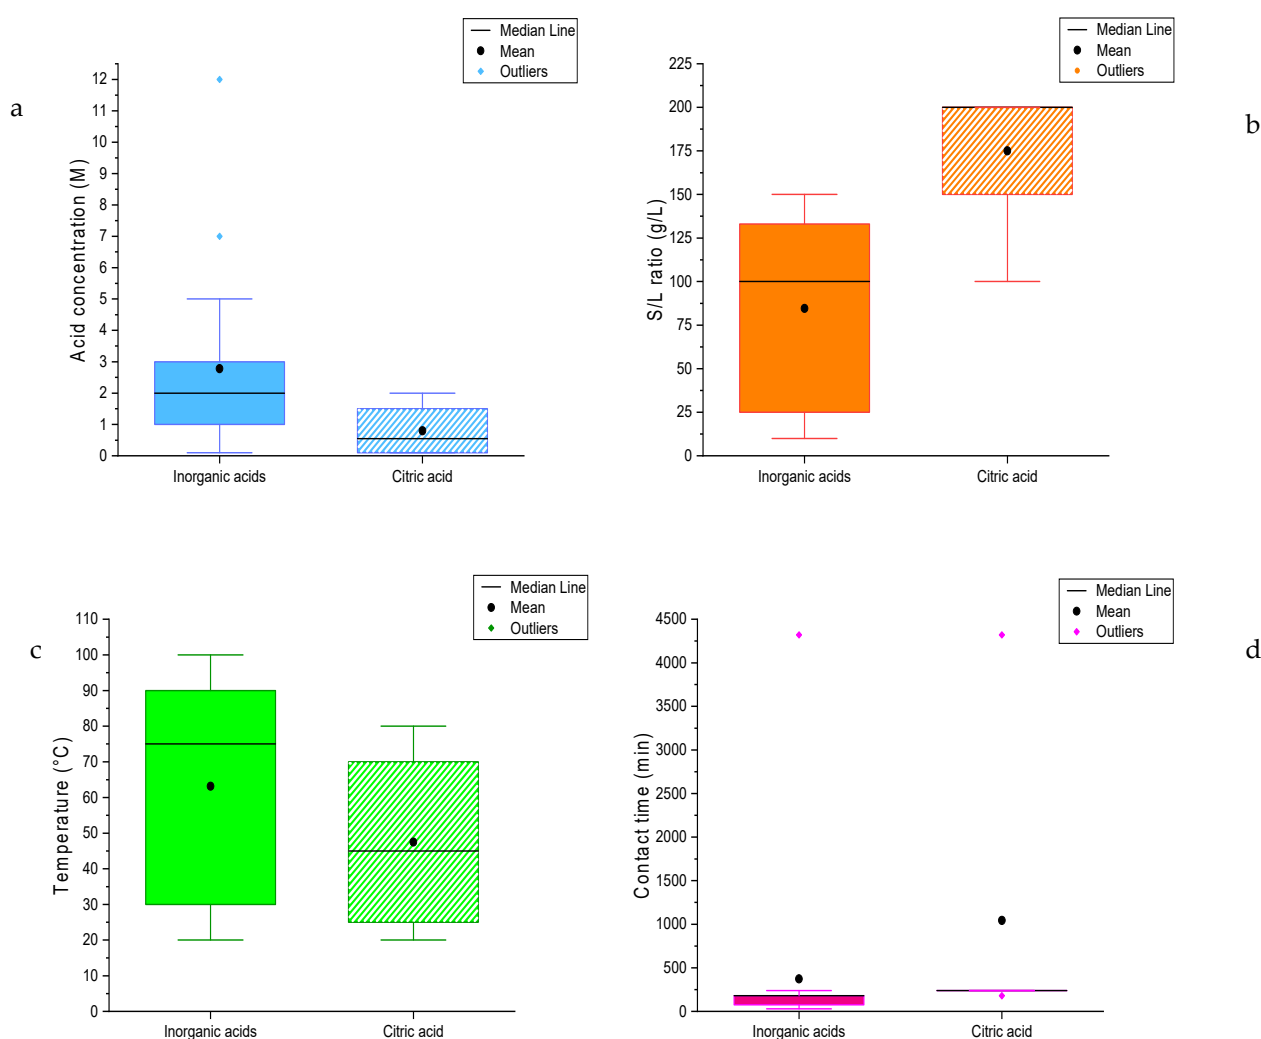 a
Median Line
Mean
Outliers
Acid concentration (M)
12
11
10
9
8
7
6
5
4
3
2
1
0
Inorganic acids
Citric acid
b
Median Line
Mean
Outliers
S/L ratio (g/L)
225
200
175
150
125
100
75
50
25
0
Inorganic acids
Citric acid
c
Median Line
Mean
Outliers
Temperature (°C)
110
100
90
80
70
60
50
40
30
20
10
0
Inorganic acids
Citric acid
d
Median Line
Mean
Outliers
Contact time (min)
4500
4000
3500
3000
2500
2000
1500
1000
500
0
Inorganic acids
Citric acid